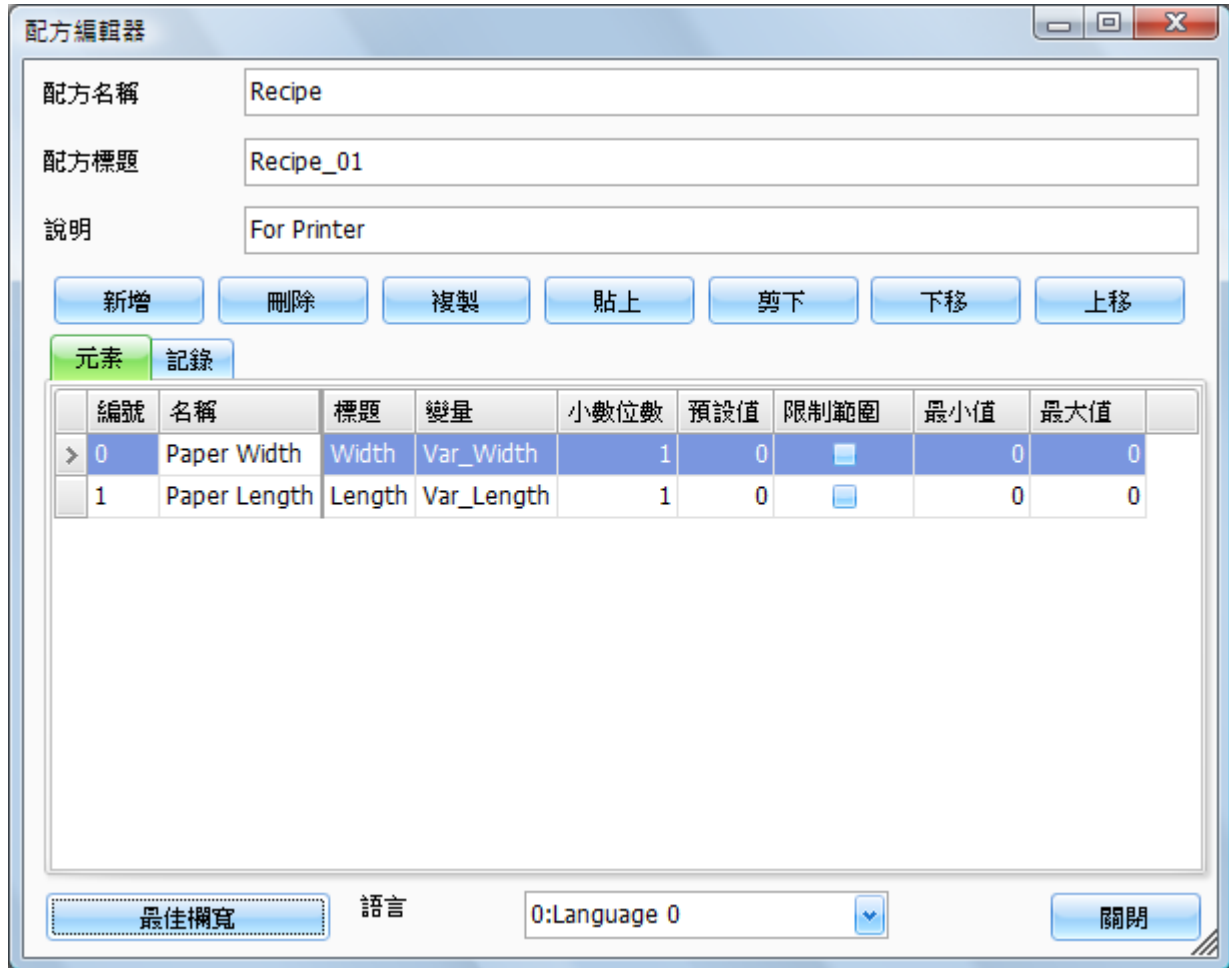 配方編輯器
配方名稱 Recipe
配方標題 Recipe_01
說明 For Printer
新增 刪除 複製 貼上 剪下 下移 上移
元素 記錄
編號 名稱 標題 變量 小數位數 預設值 限制範圍 最小值 最大值
0 Paper Width Width Var_Width 1 0 0 0
1 Paper Length Length Var_Length 1 0 0 0
最佳欄寬 語言 0:Language 0 關閉